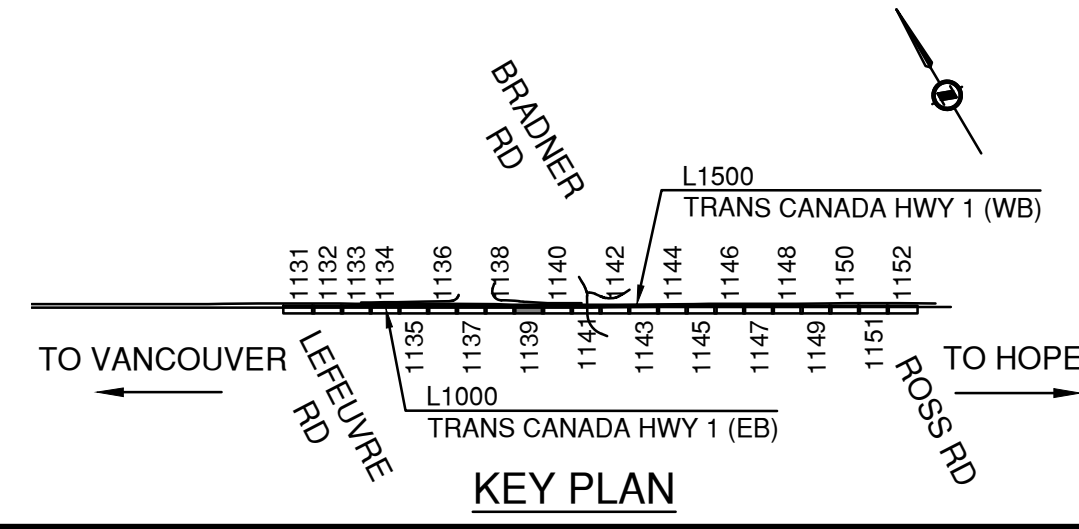 BRADNER
RD
L1500
TRANS CANADA HWY 1 (WB)
1131
1132
1133
1134
1136
1138
1140
1142
1144
1146
1148
1150
1152
1135
1137
1139
1141
1143
1145
1147
1149
1151
TO VANCOUVER
LEFEUVRE
RD
L1000
TRANS CANADA HWY 1 (EB)
ROSS RD
TO HOPE
KEY PLAN